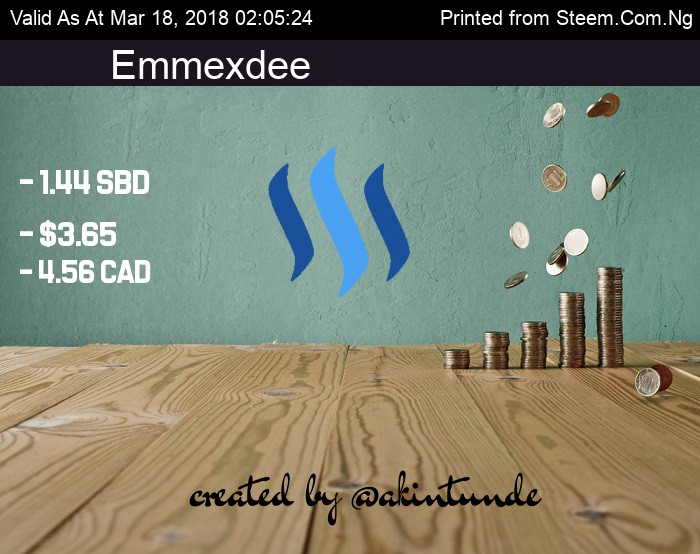 Valid As At Mar 18, 2018 02:05:24 Printed from Steem.Com.Ng
Emmexdee
- 1.44 SBD
- $3.65
- 4.56 CAD
created by @akintunde